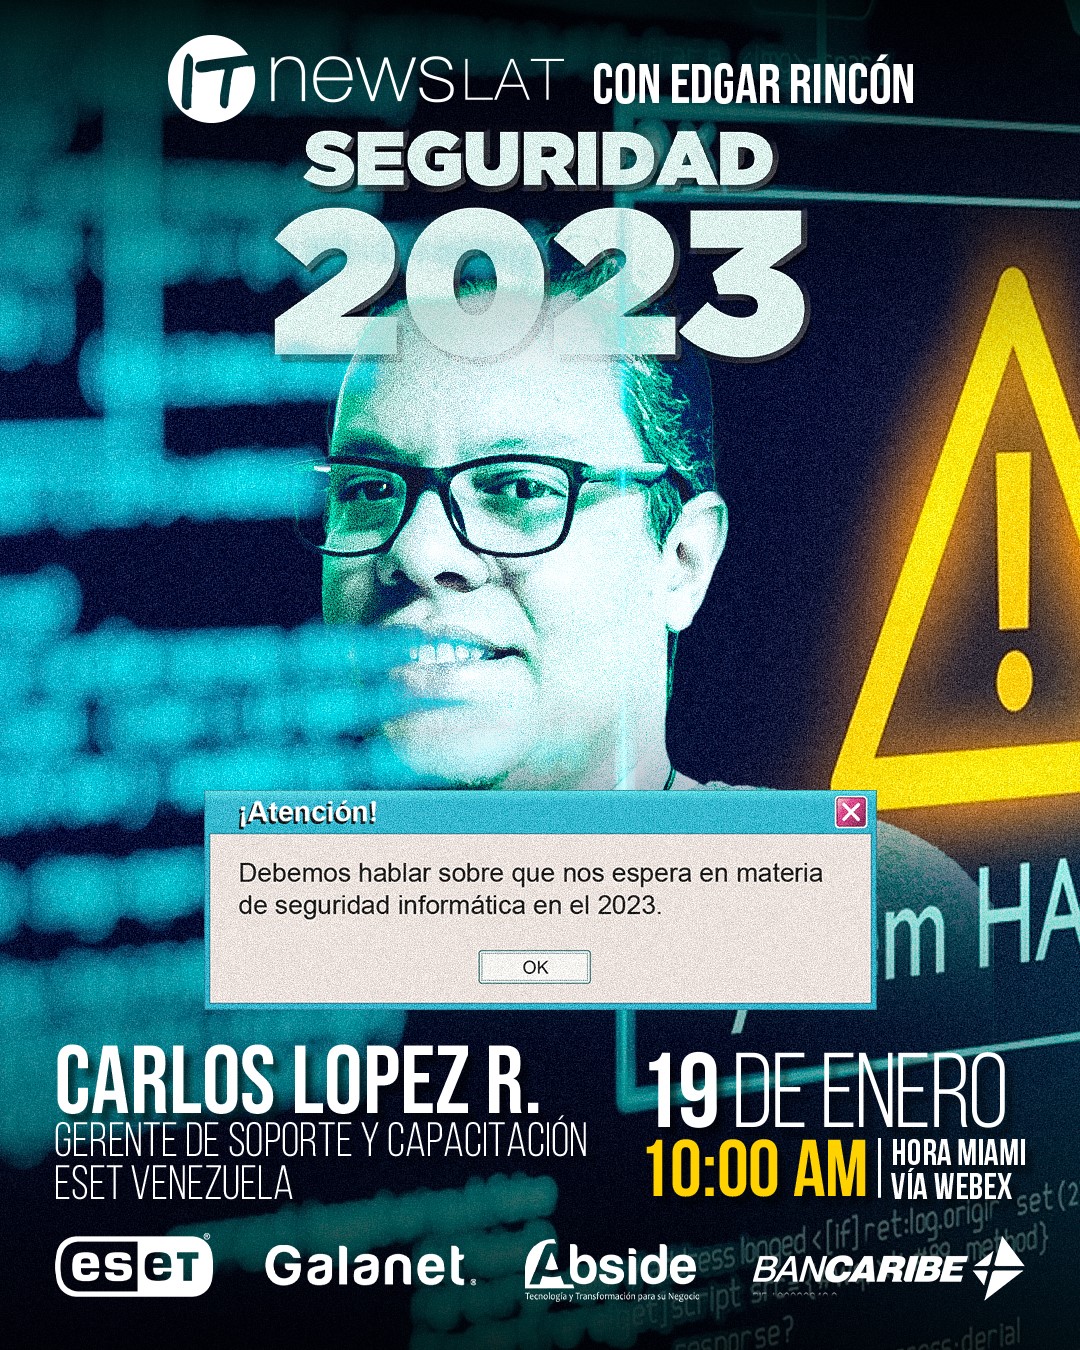 IT newsLAT CON EDGAR RINCÓN
SEGURIDAD
2023
¡Atención!
Debemos hablar sobre que nos espera en materia
de seguridad informática en el 2023.
OK
m HA
CARLOS LOPEZ R.
GERENTE DE SOPORTE Y CAPACITACIÓN
ESET VENEZUELA
19 DE ENERO
10:00 AM
HORA MIAMI
VÍA WEBEX
eseT®
Galanet®
Abside
Tecnología y Transformación para su Negocio
BANCARIBE